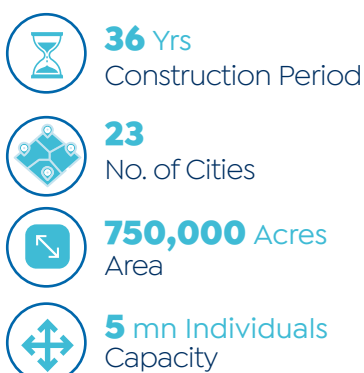 36 Yrs
Construction Period
23
No. of Cities
750,000 Acres
Area
5 mn Individuals
Capacity